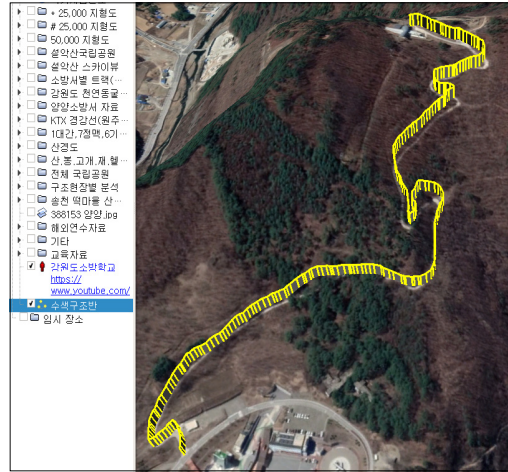 * 25,000 지형도
# 25,000 지형도
50,000 지형도
설악산국립공원
설악산 스카이뷰
소방서별 트랙(…
강원도 천연동굴…
양양소방서 자료
KTX 경강선(원주…
1대간,7정맥,6기…
산경도
산,봉,고개,재,헬…
전체 국립공원
구조현장별 분석
송천 떡마을 산…
388153 양양.jpg
해외연수자료
기타
교육자료
강원도소방학교
https://
www.youtube.com/
수색구조반
임시 장소